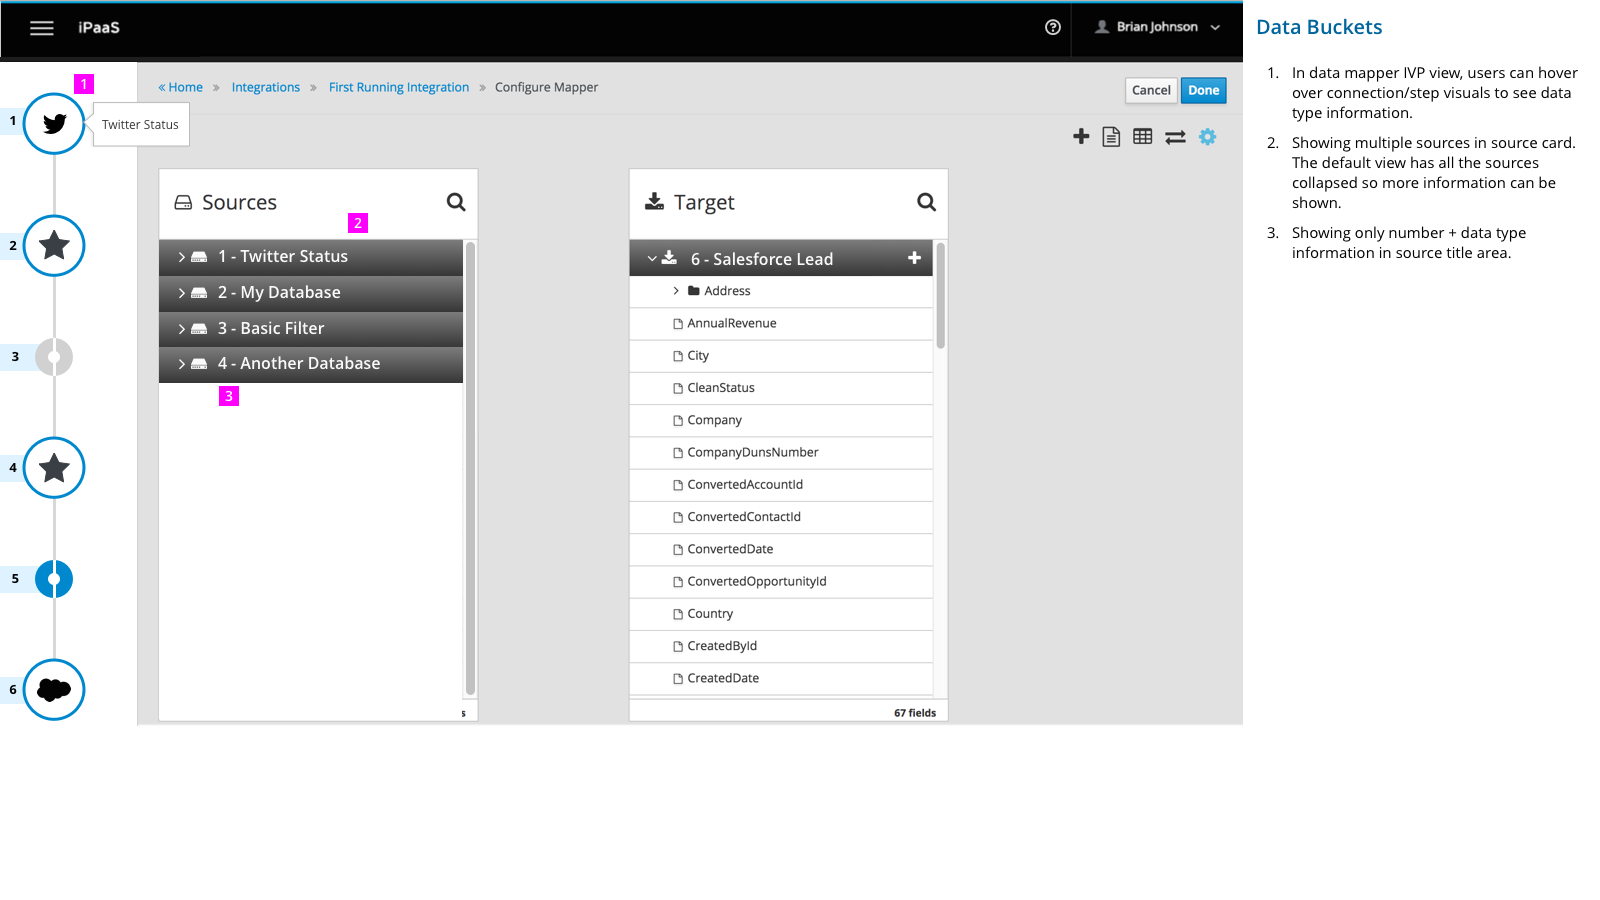 iPaaS
Brian Johnson
1
« Home » Integrations » First Running Integration » Configure Mapper
Cancel
Done
1
Twitter Status
2
3
4
5
6
Sources
2
1 - Twitter Status
2 - My Database
3 - Basic Filter
4 - Another Database
3
s
Target
6 - Salesforce Lead
Address
AnnualRevenue
City
CleanStatus
Company
CompanyDunsNumber
ConvertedAccountId
ConvertedContactId
ConvertedDate
ConvertedOpportunityId
Country
CreatedById
CreatedDate
67 fields
Data Buckets
1. In data mapper IVP view, users can hover
over connection/step visuals to see data
type information.
2. Showing multiple sources in source card.
The default view has all the sources
collapsed so more information can be
shown.
3. Showing only number + data type
information in source title area.